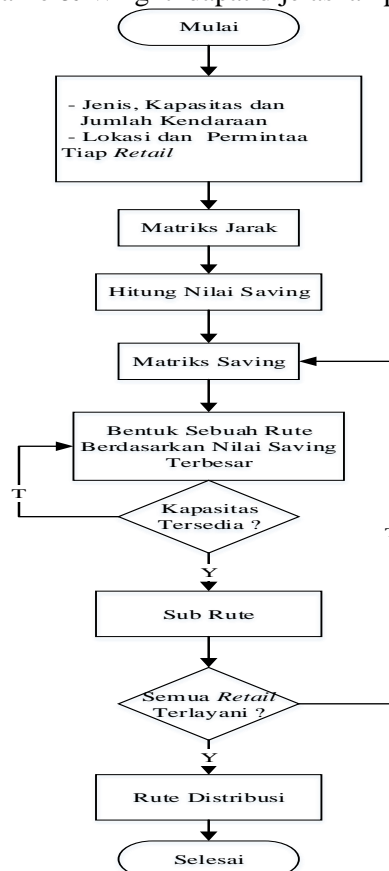 Mulai
- Jenis, Kapasitas dan
Jumlah Kendaraan
- Lokasi dan Permintaa
Tiap Retail
Matriks Jarak
Hitung Nilai Saving
Matriks Saving
Bentuk Sebuah Rute
Berdasarkan Nilai Saving
Terbesar
T
Kapasitas
Tersedia ?
Y
Sub Rute
Semua Retail
Terlayani ?
Y
Rute Distribusi
Selesai